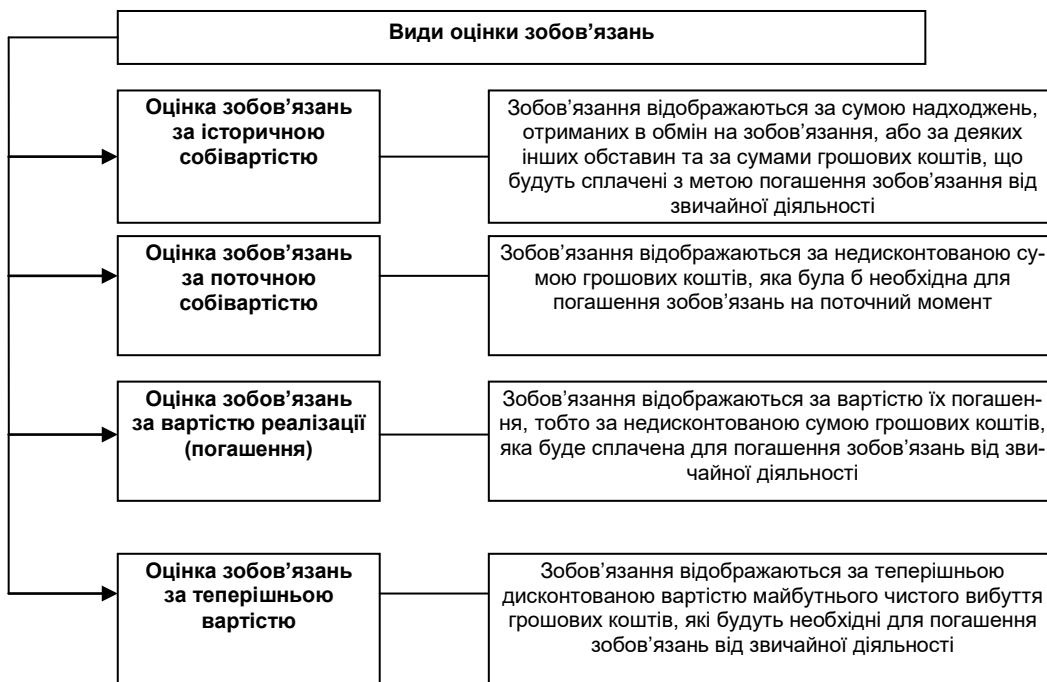 Види оцінки зобов’язань
Оцінка зобов’язань
за історичною
собівартістю
Зобов’язання відображаються за сумою надходжень,
отриманих в обмін на зобов’язання, або за деяких
інших обставин та за сумами грошових коштів, що
будуть сплачені з метою погашення зобов’язання від
звичайної діяльності
Оцінка зобов’язань
за поточною
собівартістю
Зобов’язання відображаються за недисконтованою су-
мою грошових коштів, яка була б необхідна для
погашення зобов’язань на поточний момент
Оцінка зобов’язань
за вартістю реалізації
(погашення)
Зобов’язання відображаються за вартістю їх погашен-
ня, тобто за недисконтованою сумою грошових коштів,
яка буде сплачена для погашення зобов’язань від зви-
чайної діяльності
Оцінка зобов’язань
за теперішньою
вартістю
Зобов’язання відображаються за теперішньою
дисконтованою вартістю майбутнього чистого вибуття
грошових коштів, які будуть необхідні для погашення
зобов’язань від звичайної діяльності